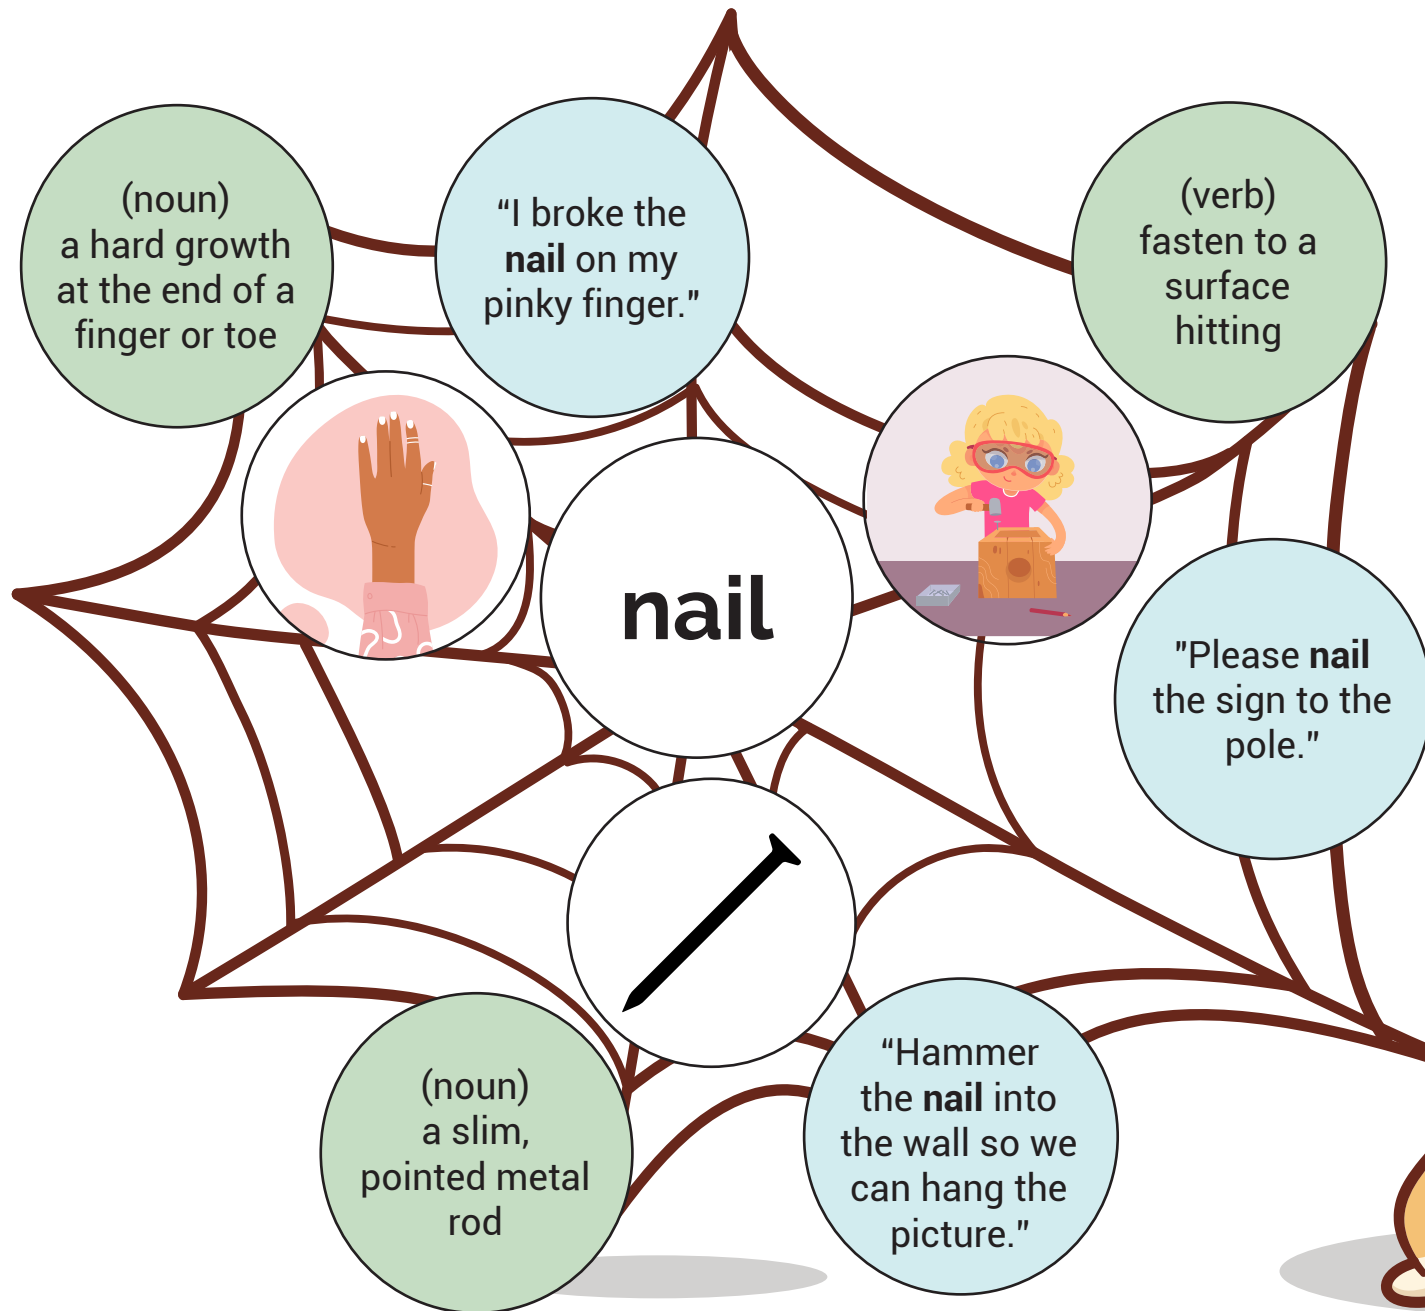 (noun)
a hard growth
at the end of a
finger or toe
“I broke the
nail on my
pinky finger."
(verb)
fasten to a
surface
hitting
nail
"Please nail
the sign to the
pole."
(noun)
a slim,
pointed metal
rod
“Hammer
the nail into
the wall so we
can hang the
picture."